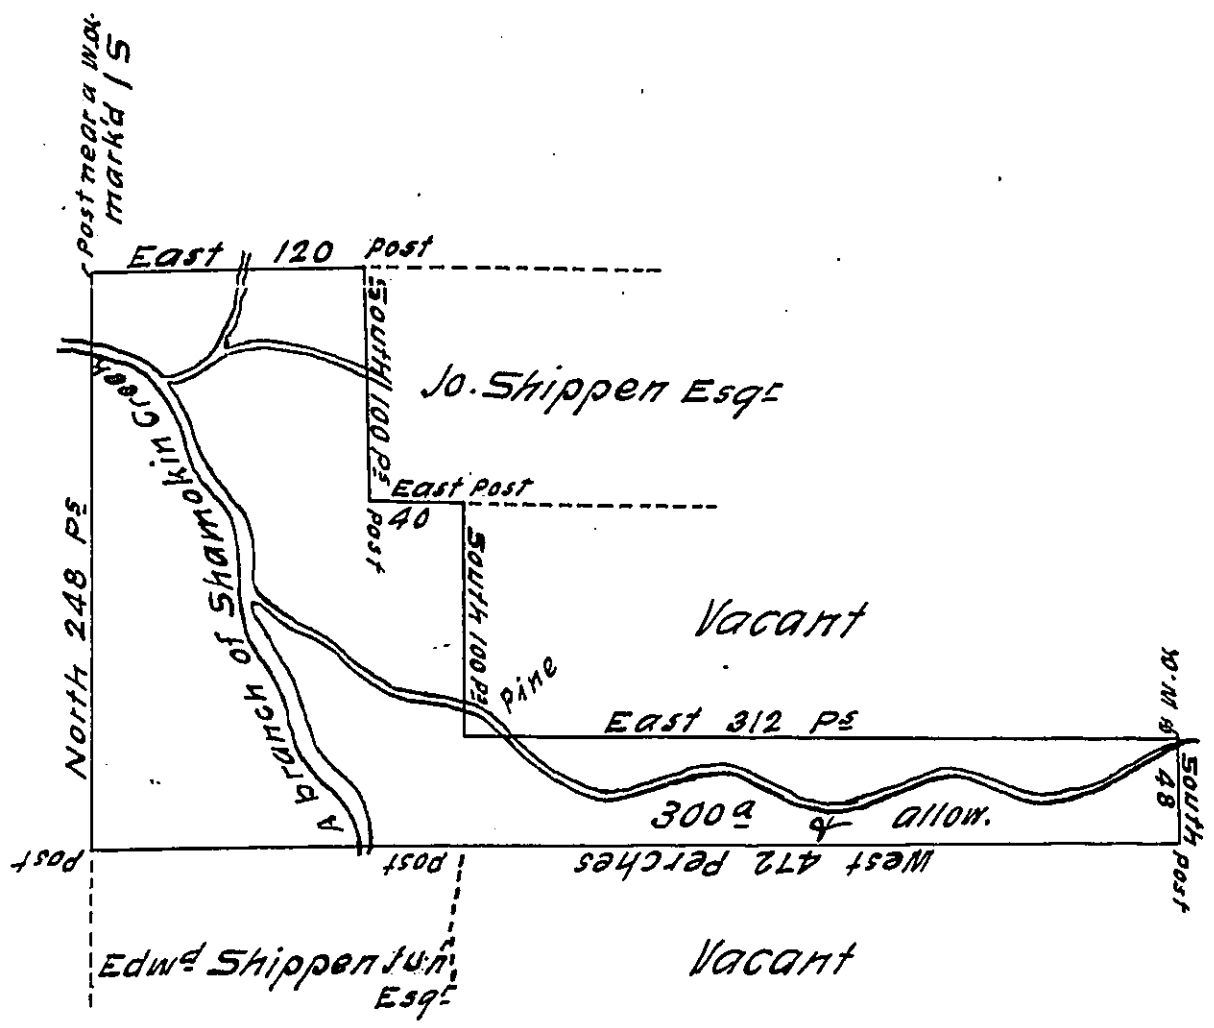 Post near a W.O.
mark'd I S
East 120 post
South 100 Ps
Jo. Shippen Esqr
East post
40
post
North 248 Ps
A branch of Shamokin Creek
South 100 Ps
Pine
Vacant
W.O.
East 312 Ps
South 48
post
300 a & allow.
West 472 Perches
post
post
Edwd Shippen Jun
Esqr
Vacant